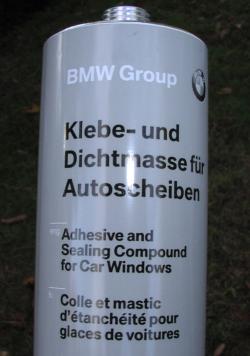 BMW Group
Klebe- und
Dichtmasse für
Autoscheiben
Adhesive and
Sealing Compound
for Car Windows
Colle et mastic
d'étanchéité pour
glaces de voitures